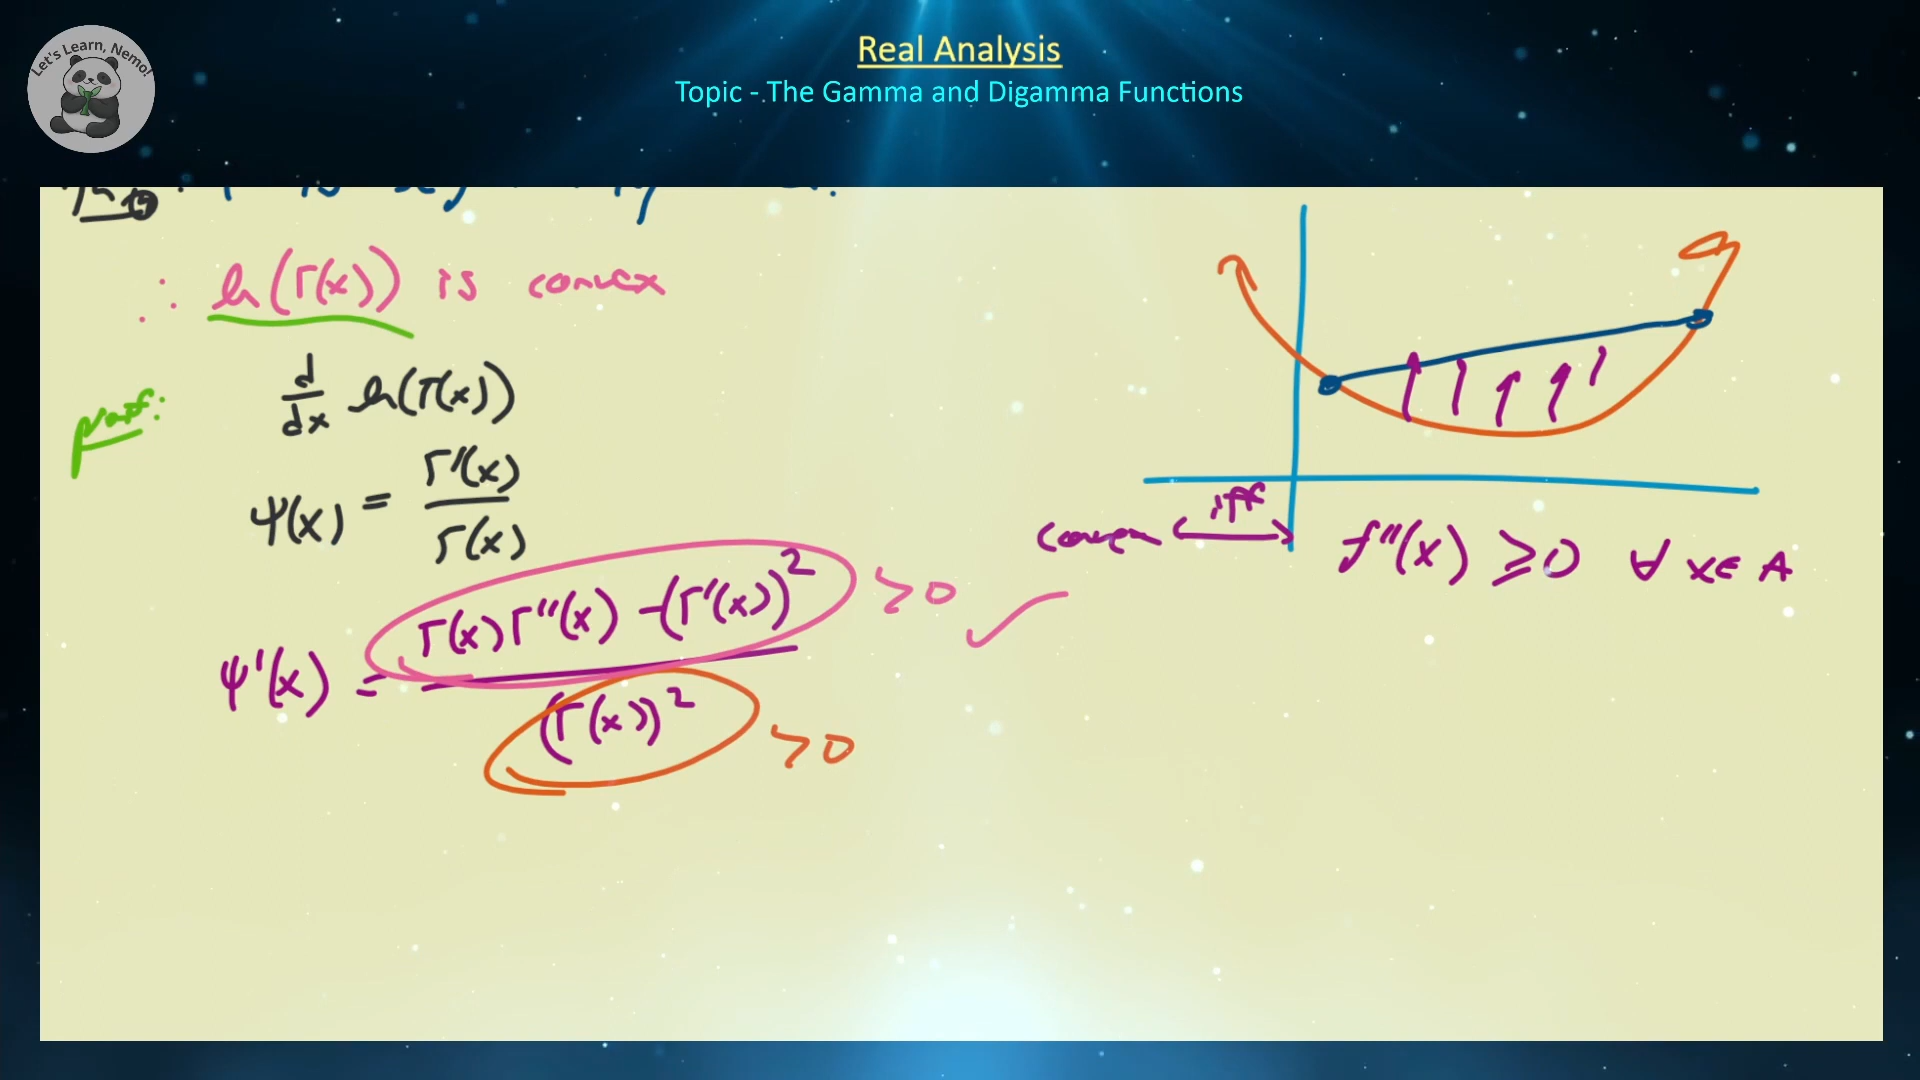 Let's Learn, Nemo!
Real Analysis
Topic - The Gamma and Digamma Functions
∴ ln(Γ(x)) is convex
proof:
d/dx ln(Γ(x))
ψ(x) = Γ'(x)/Γ(x)
Γ(x)Γ''(x) - (Γ'(x))² >0 ✓
ψ'(x) =
(Γ(x))² >0
convex ⟷ iff f''(x) ⩾ 0 ∀ x ∈ A